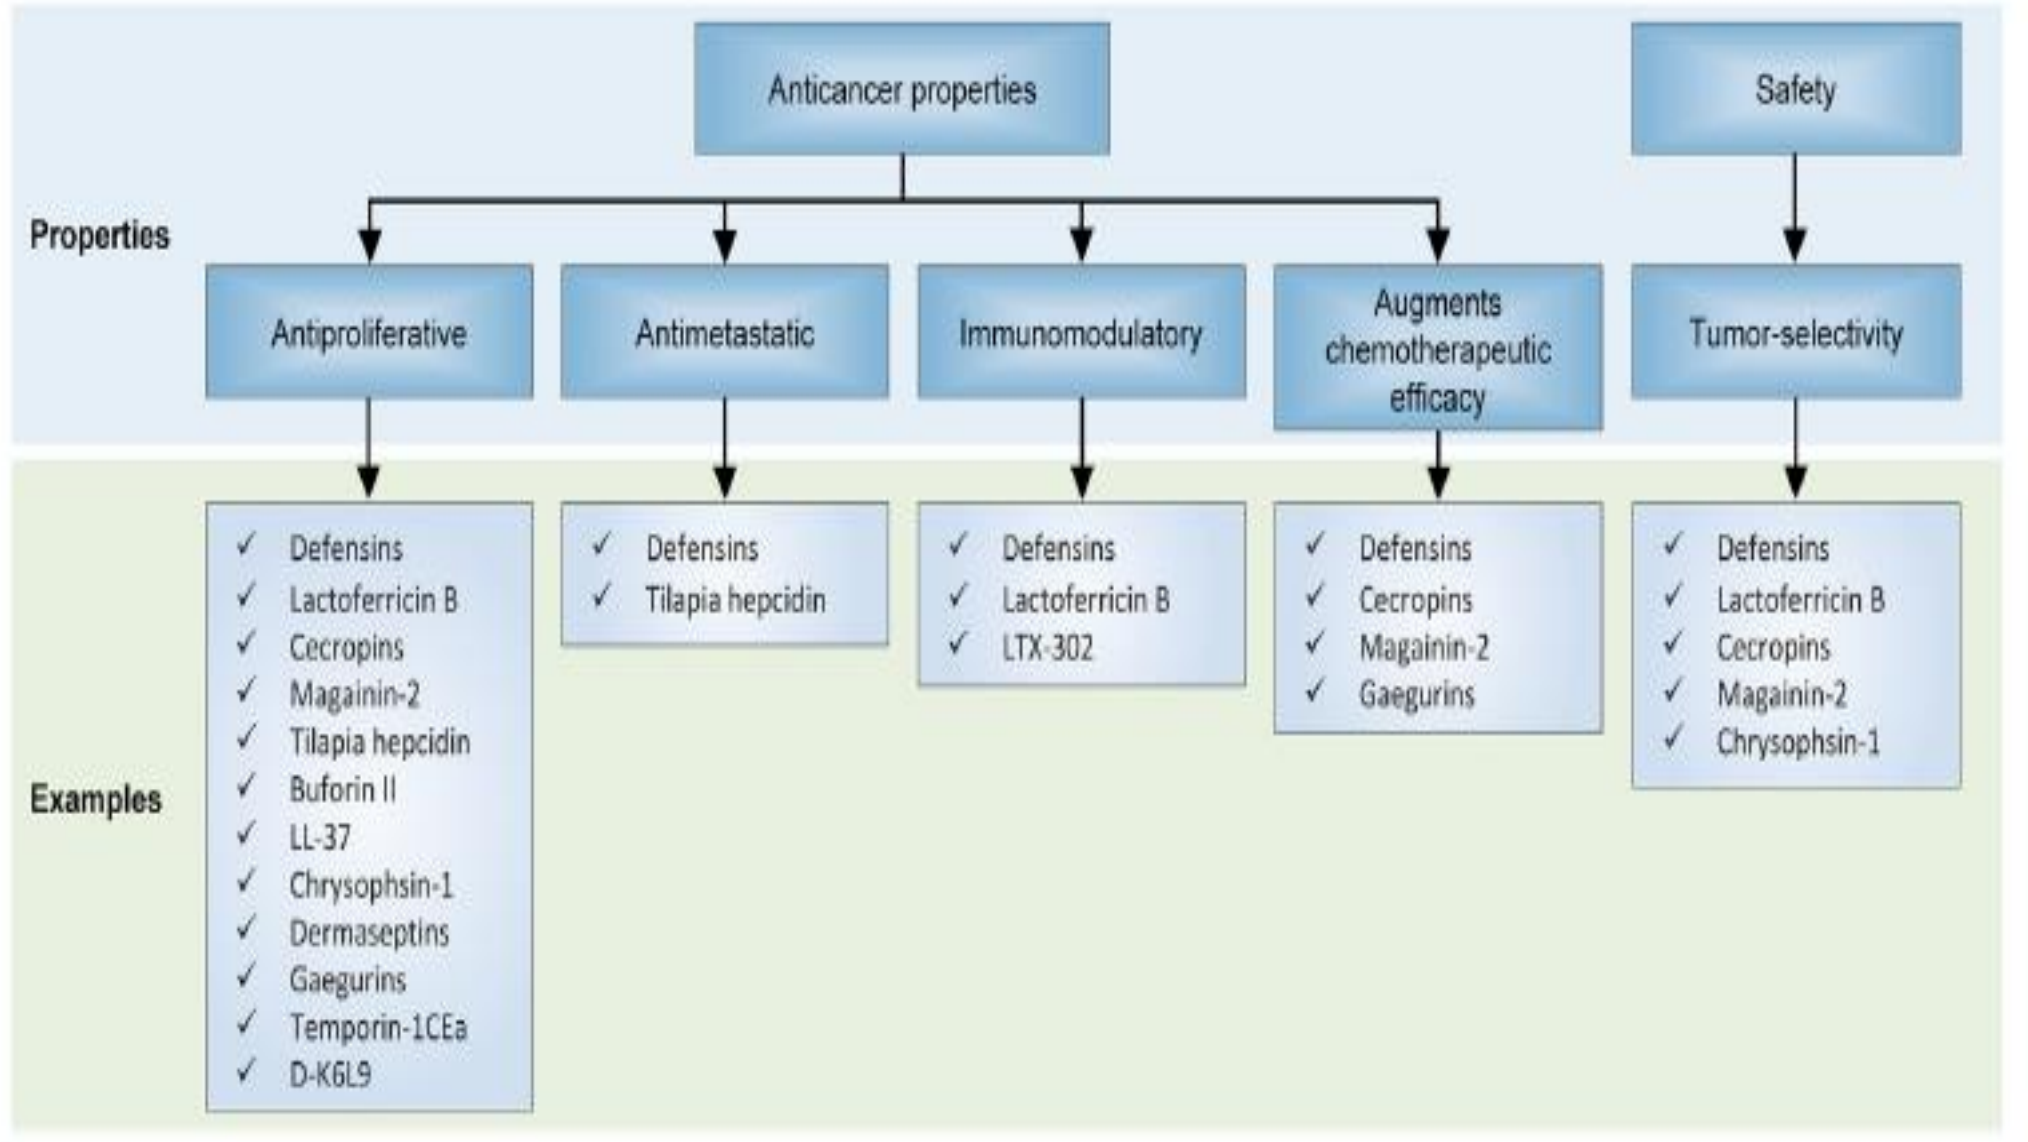 Anticancer properties
Safety
Properties
Antiproliferative
Antimetastatic
Immunomodulatory
Augments
chemotherapeutic
efficacy
Tumor-selectivity
Examples
✓ Defensins
✓ Lactoferricin B
✓ Cecropins
✓ Magainin-2
✓ Tilapia hepcidin
✓ Buforin II
✓ LL-37
✓ Chrysophsin-1
✓ Dermaseptins
✓ Gaegurins
✓ Temporin-1CEa
✓ D-K6L9
✓ Defensins
✓ Tilapia hepcidin
✓ Defensins
✓ Lactoferricin B
✓ LTX-302
✓ Defensins
✓ Cecropins
✓ Magainin-2
✓ Gaegurins
✓ Defensins
✓ Lactoferricin B
✓ Cecropins
✓ Magainin-2
✓ Chrysophsin-1